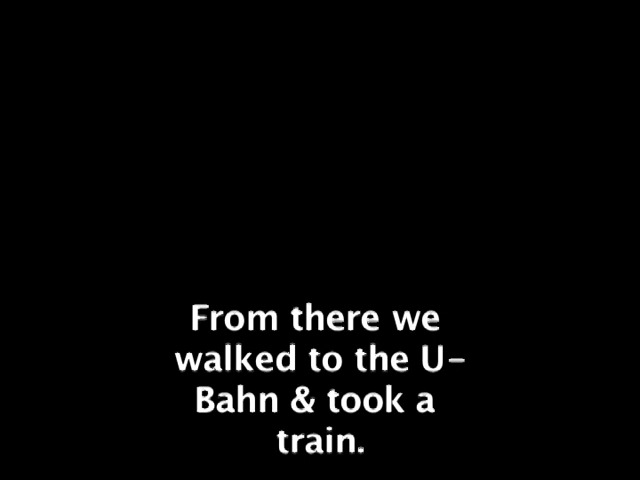 From there we
walked to the U-
Bahn & took a
train.